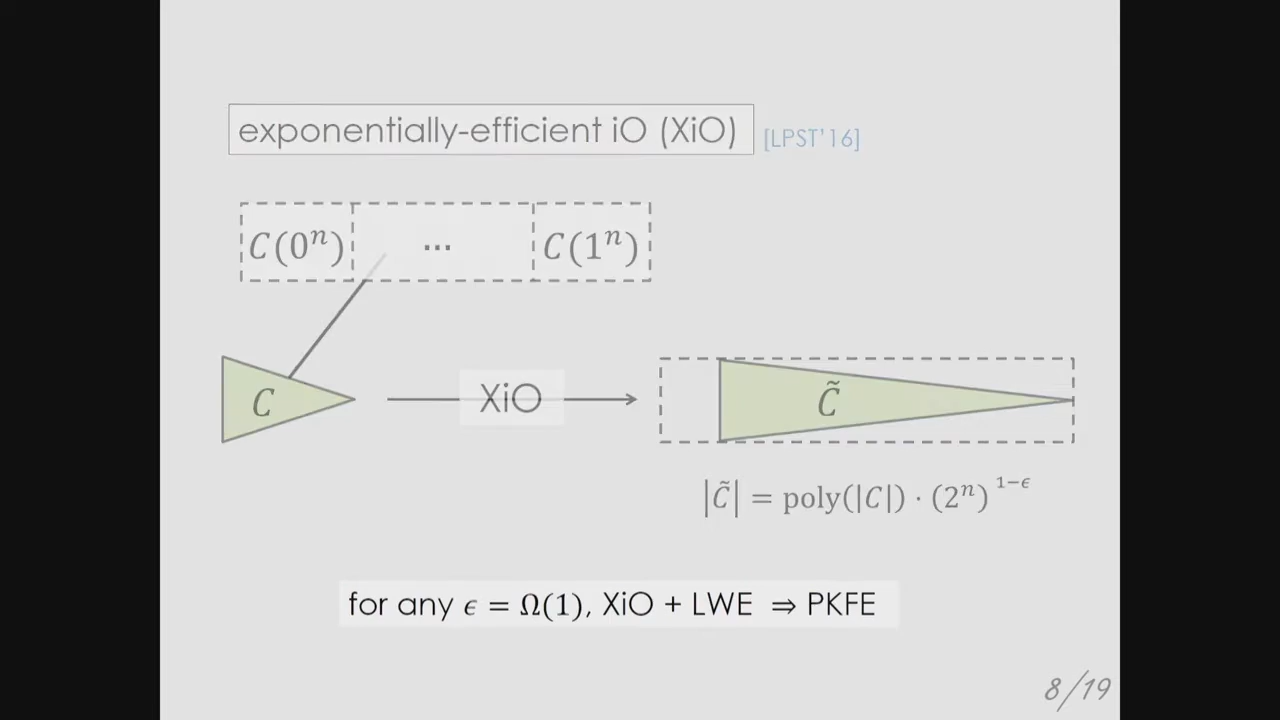 exponentially-efficient iO (XiO) [LPST'16]
C(0ⁿ) ... C(1ⁿ)
C XiO C̃
|C̃| = poly(|C|) · (2ⁿ)¹⁻ᵋ
for any ϵ = Ω(1), XiO + LWE ⇒ PKFE
8/19